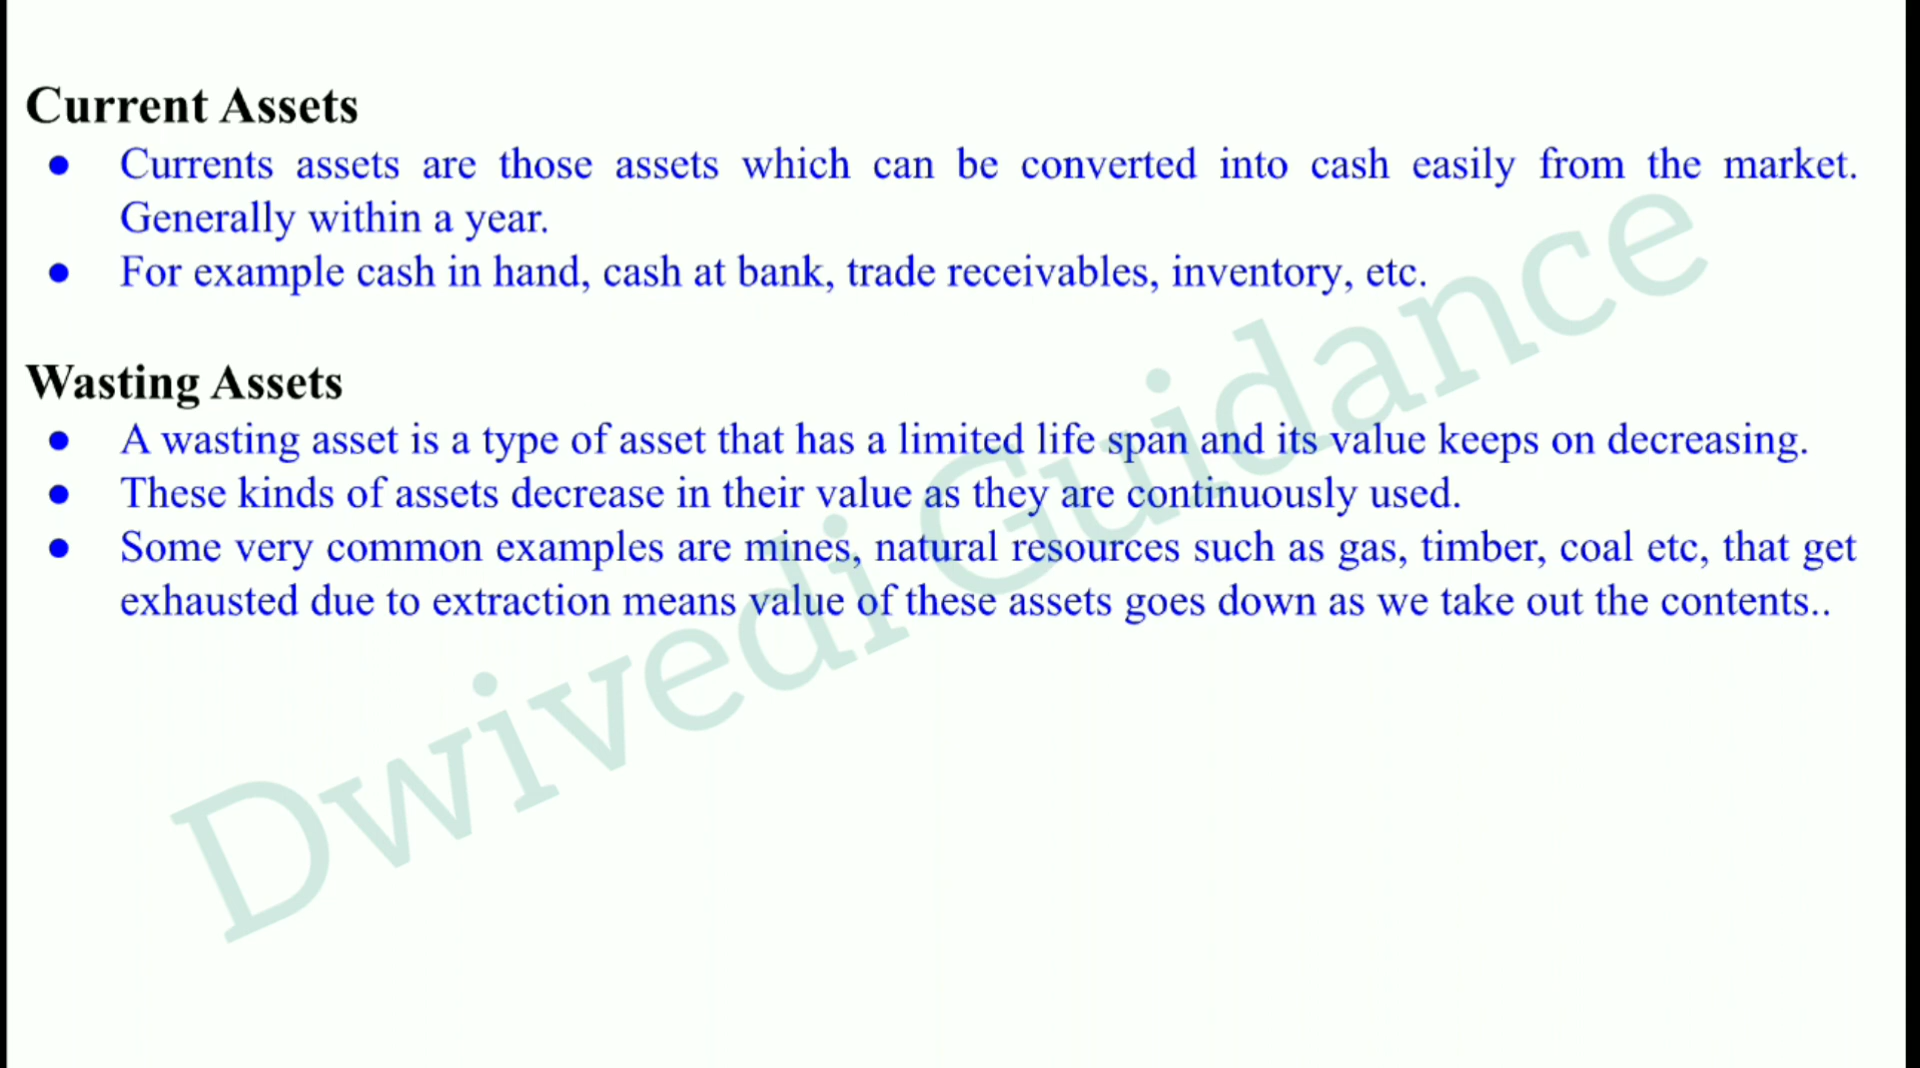 Current Assets
● Currents assets are those assets which can be converted into cash easily from the market.
Generally within a year.
● For example cash in hand, cash at bank, trade receivables, inventory, etc.
Wasting Assets
● A wasting asset is a type of asset that has a limited life span and its value keeps on decreasing.
● These kinds of assets decrease in their value as they are continuously used.
● Some very common examples are mines, natural resources such as gas, timber, coal etc, that get
exhausted due to extraction means value of these assets goes down as we take out the contents..
Dwivedi Guidance